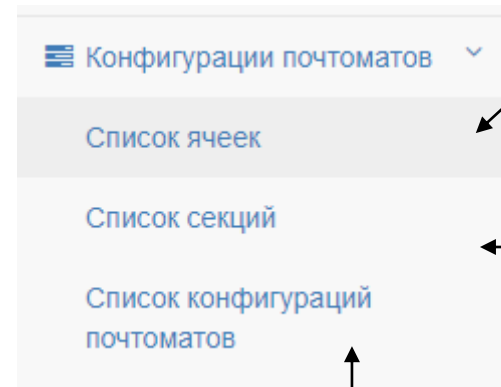 Конфигурации почтоматов
Список ячеек
Список секций
Список конфигураций
почтоматов